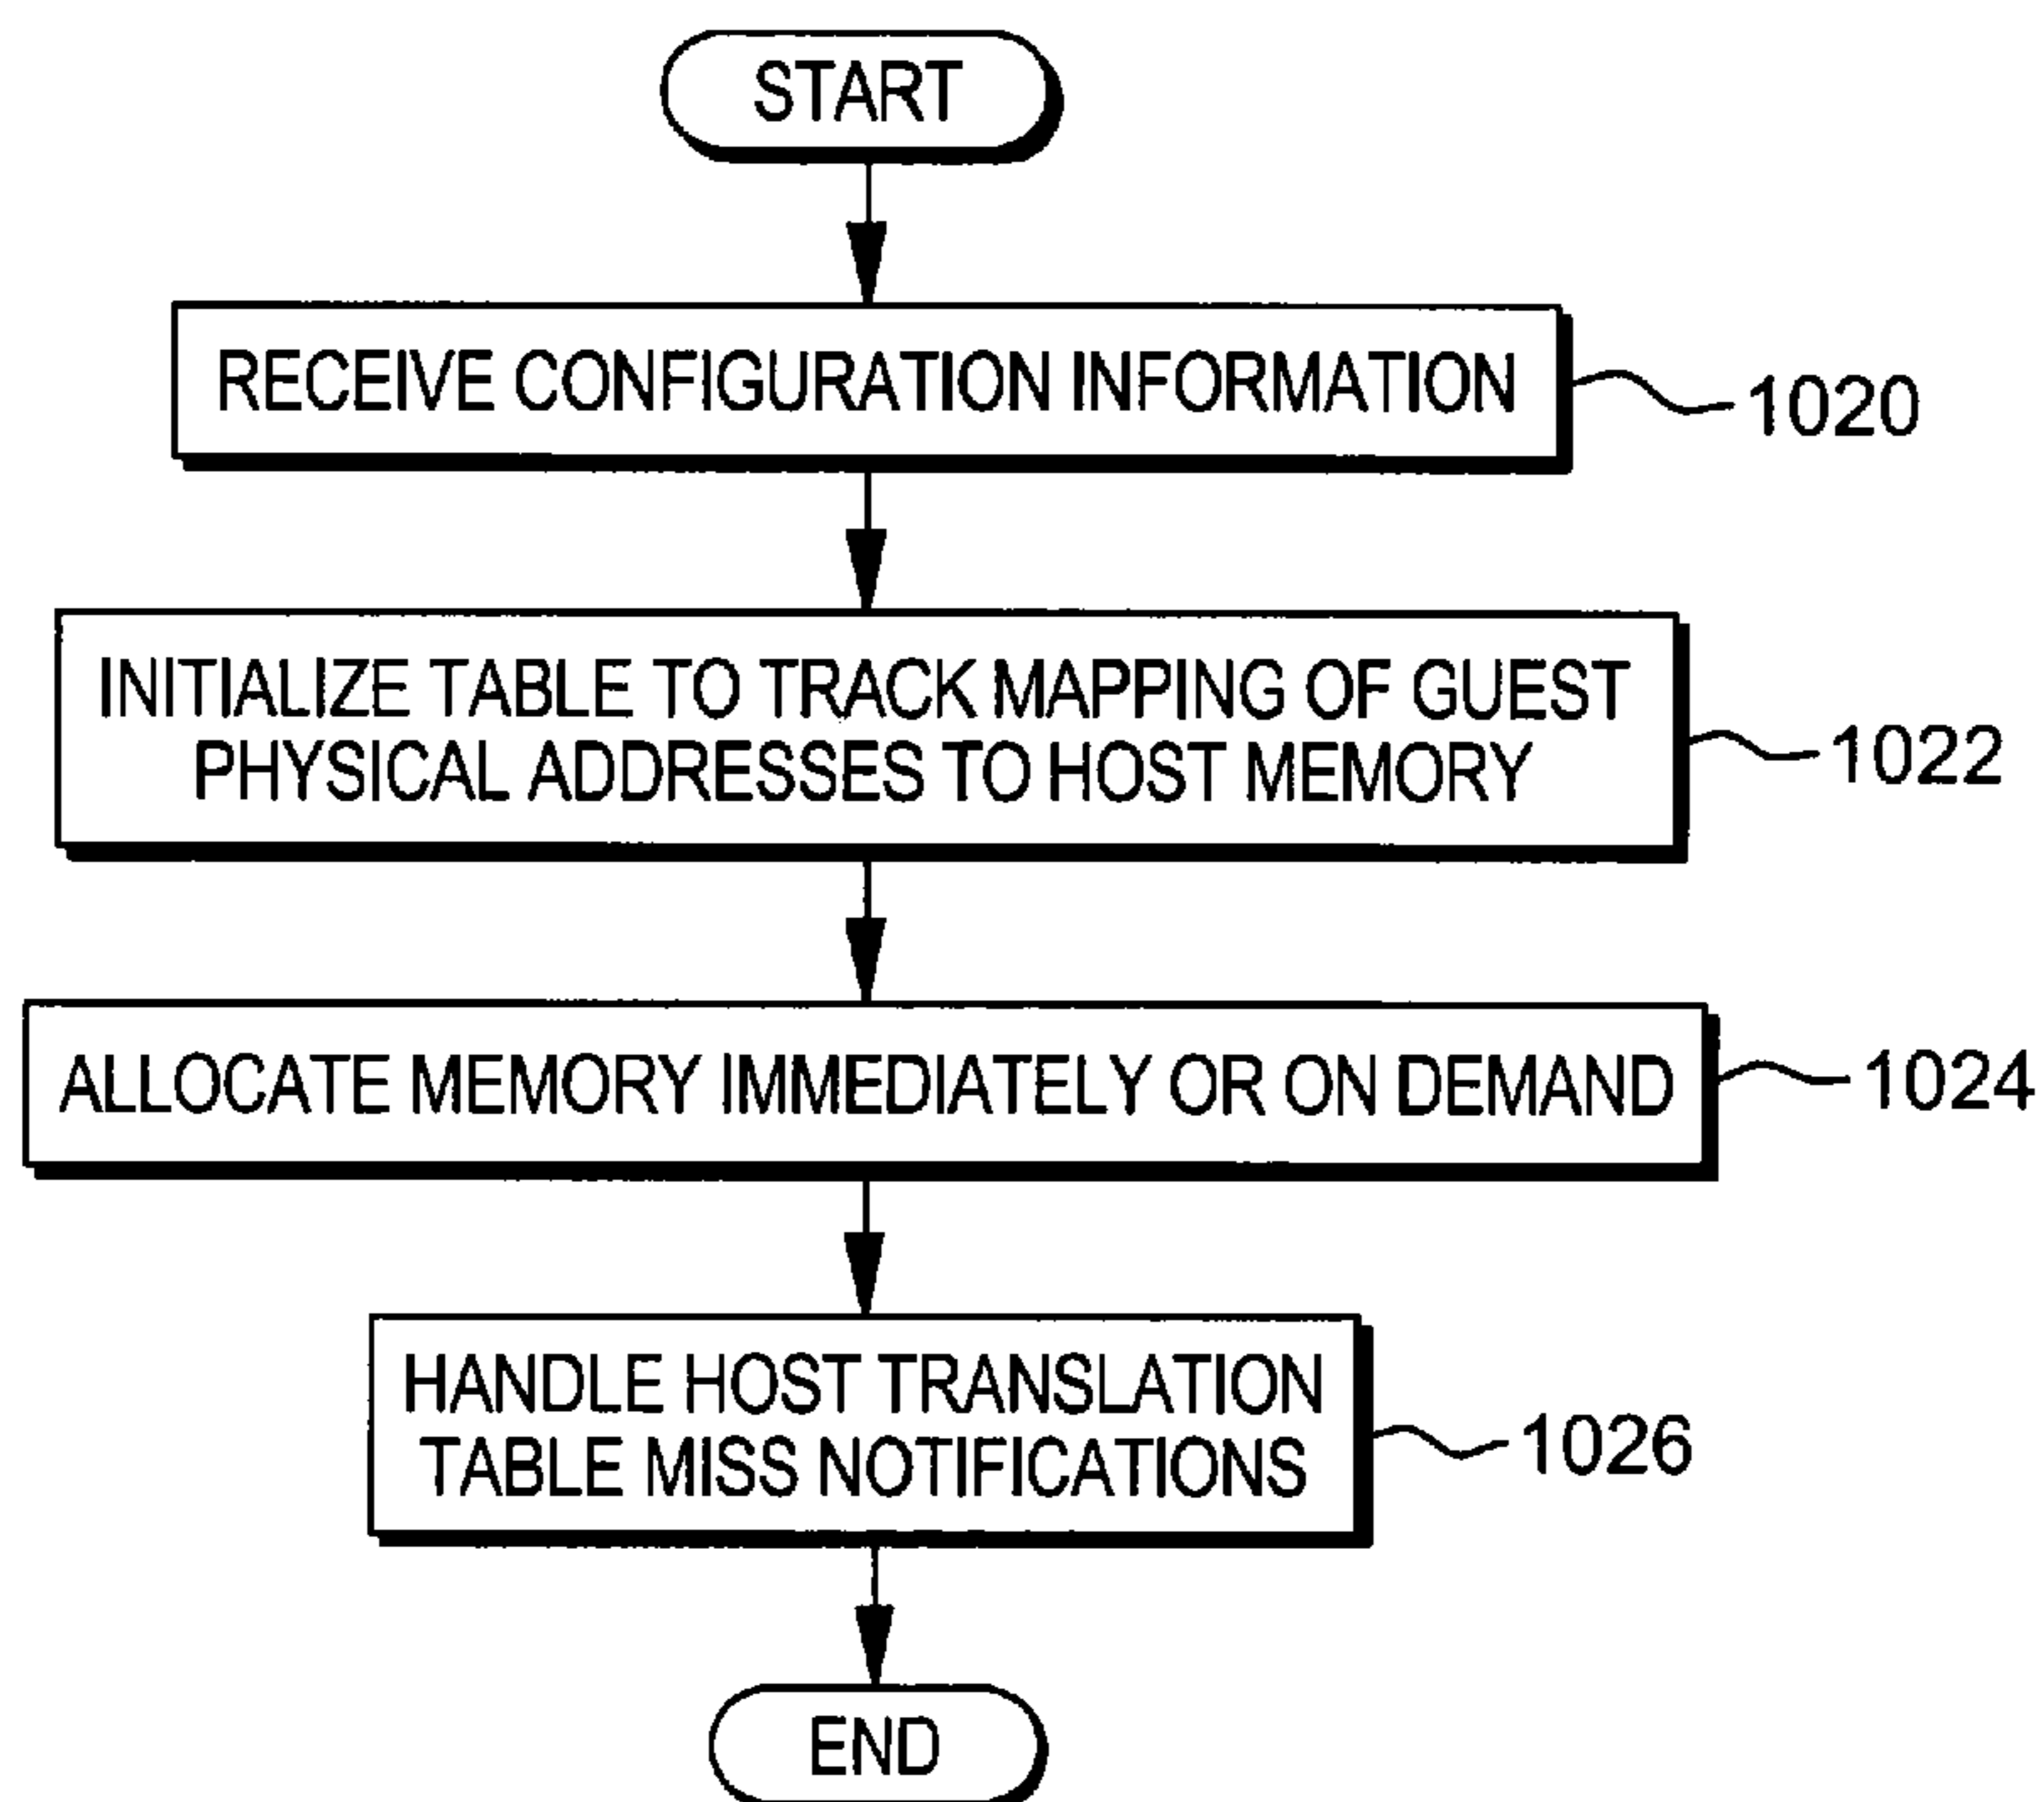 START
RECEIVE CONFIGURATION INFORMATION
1020
INITIALIZE TABLE TO TRACK MAPPING OF GUEST
PHYSICAL ADDRESSES TO HOST MEMORY
1022
ALLOCATE MEMORY IMMEDIATELY OR ON DEMAND
1024
HANDLE HOST TRANSLATION
TABLE MISS NOTIFICATIONS
1026
END